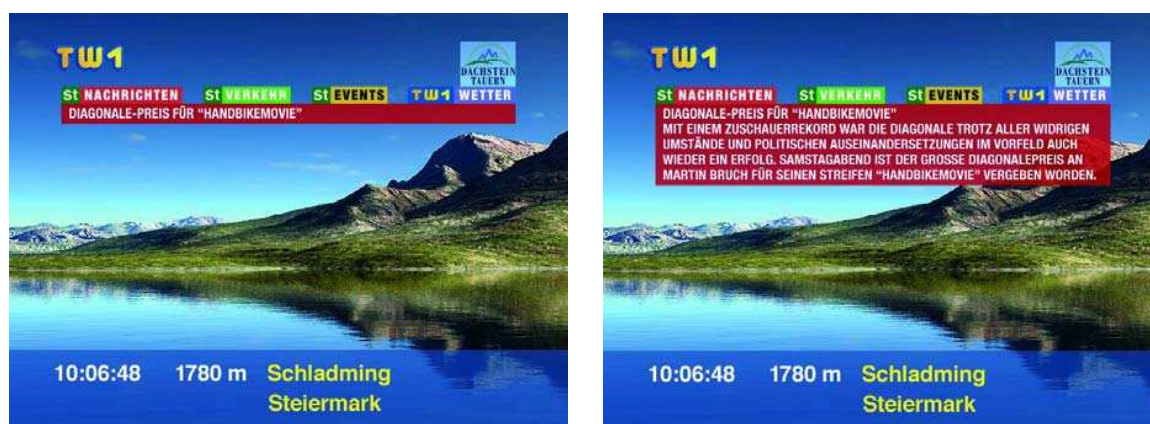 TW1
DACHSTEIN
TAUERN
St NACHRICHTEN St VERKEHR St EVENTS TW1 WETTER
DIAGONALE-PREIS FÜR "HANDBIKEMOVIE"
10:06:48 1780 m Schladming
Steiermark
TW1
DACHSTEIN
TAUERN
St NACHRICHTEN St VERKEHR St EVENTS TW1 WETTER
DIAGONALE-PREIS FÜR "HANDBIKEMOVIE"
MIT EINEM ZUSCHAUERREKORD WAR DIE DIAGONALE TROTZ ALLER WIDRIGEN
UMSTÄNDE UND POLITISCHEN AUSEINANDERSETZUNGEN IM VORFELD AUCH
WIEDER EIN ERFOLG. SAMSTAGABEND IST DER GROSSE DIAGONALEPREIS AN
MARTIN BRUCH FÜR SEINEN STREIFEN "HANDBIKEMOVIE" VERGEBEN WORDEN.
10:06:48 1780 m Schladming
Steiermark